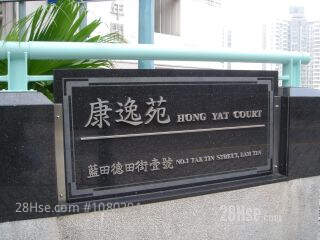 康逸苑 HONG YAT COURT
藍田德田街壹號 NO.1 TAK TIN STREET, LAM TIN
28Hse.com
28Hse.com